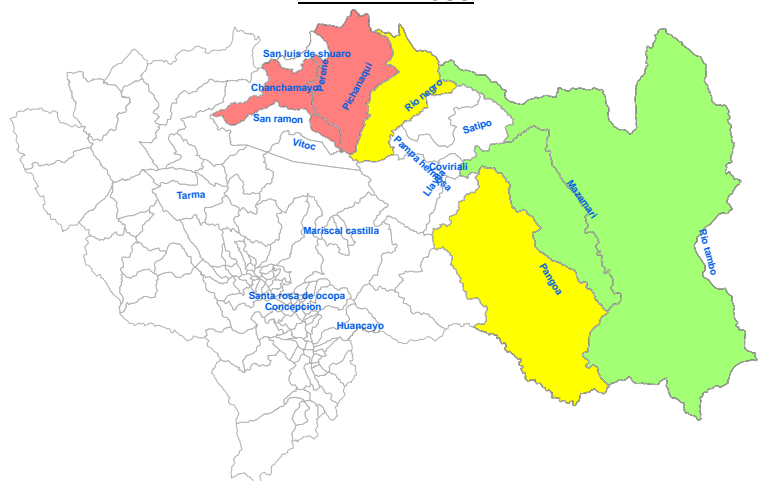 San luis de shuaro
Perene
Chanchamayo
Pichanaqui
Rio negro
San ramon
Satipo
Vitoc
Pampa hermosa
Coviriali
Llaylla
Tarma
Mazamari
Mariscal castilla
Rio tambo
Pangoa
Santa rosa de ocopa
Concepcion
Huancayo